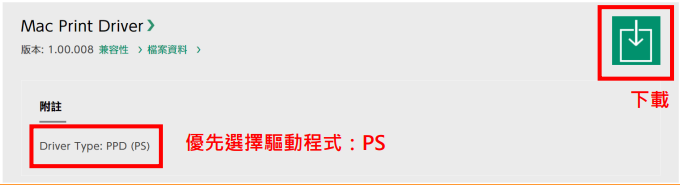 Mac Print Driver >
版本: 1.00.008 兼容性 > 檔案資料 >
下載
附註
Driver Type: PPD (PS)
優先選擇驅動程式：PS